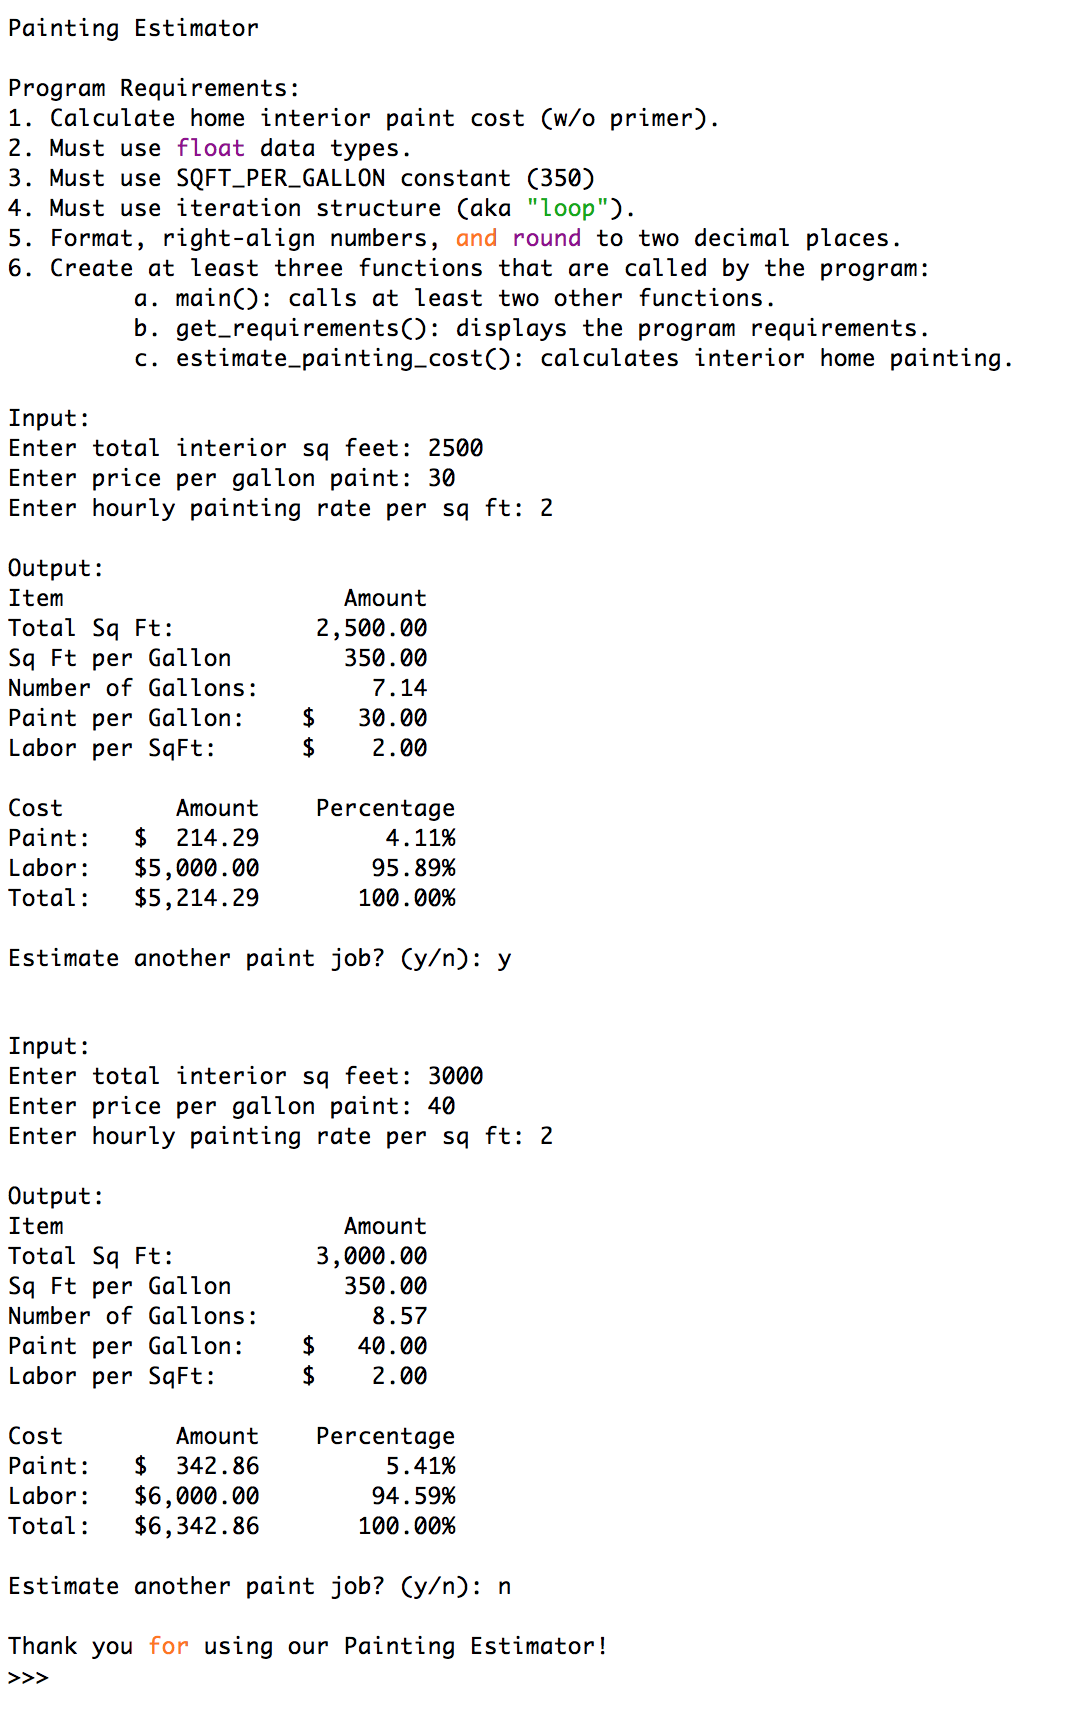 Painting Estimator

Program Requirements:
1. Calculate home interior paint cost (w/o primer).
2. Must use float data types.
3. Must use SQFT_PER_GALLON constant (350)
4. Must use iteration structure (aka "loop").
5. Format, right-align numbers, and round to two decimal places.
6. Create at least three functions that are called by the program:
         a. main(): calls at least two other functions.
         b. get_requirements(): displays the program requirements.
         c. estimate_painting_cost(): calculates interior home painting.

Input:
Enter total interior sq feet: 2500
Enter price per gallon paint: 30
Enter hourly painting rate per sq ft: 2

Output:
Item                    Amount
Total Sq Ft:          2,500.00
Sq Ft per Gallon        350.00
Number of Gallons:        7.14
Paint per Gallon:    $   30.00
Labor per SqFt:      $    2.00

Cost        Amount    Percentage
Paint:   $  214.29         4.11%
Labor:   $5,000.00        95.89%
Total:   $5,214.29       100.00%

Estimate another paint job? (y/n): y


Input:
Enter total interior sq feet: 3000
Enter price per gallon paint: 40
Enter hourly painting rate per sq ft: 2

Output:
Item                    Amount
Total Sq Ft:          3,000.00
Sq Ft per Gallon        350.00
Number of Gallons:        8.57
Paint per Gallon:    $   40.00
Labor per SqFt:      $    2.00

Cost        Amount    Percentage
Paint:   $  342.86         5.41%
Labor:   $6,000.00        94.59%
Total:   $6,342.86       100.00%

Estimate another paint job? (y/n): n

Thank you for using our Painting Estimator!
>>>